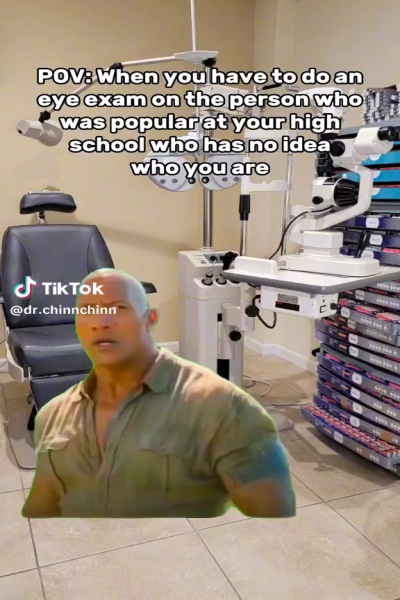 POV: When you have to do an
eye exam on the person who
was popular at your high
school who has no idea
who you are
TikTok
@dr.chinnchinn